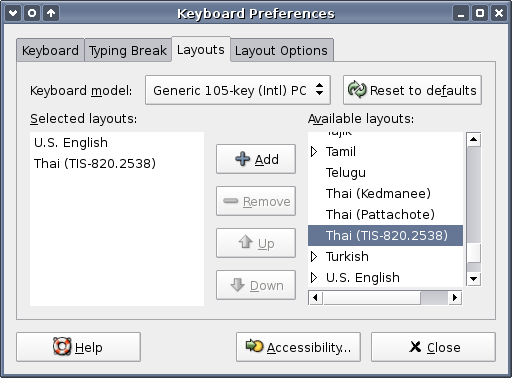 Keyboard Preferences
Keyboard Typing Break Layouts Layout Options
Keyboard model: Generic 105-key (Intl) PC Reset to defaults
Selected layouts:
U.S. English
Thai (TIS-820.2538)
Add
Remove
Up
Down
Available layouts:
Tajik
Tamil
Telugu
Thai (Kedmanee)
Thai (Pattachote)
Thai (TIS-820.2538)
Turkish
U.S. English
Help Accessibility... Close